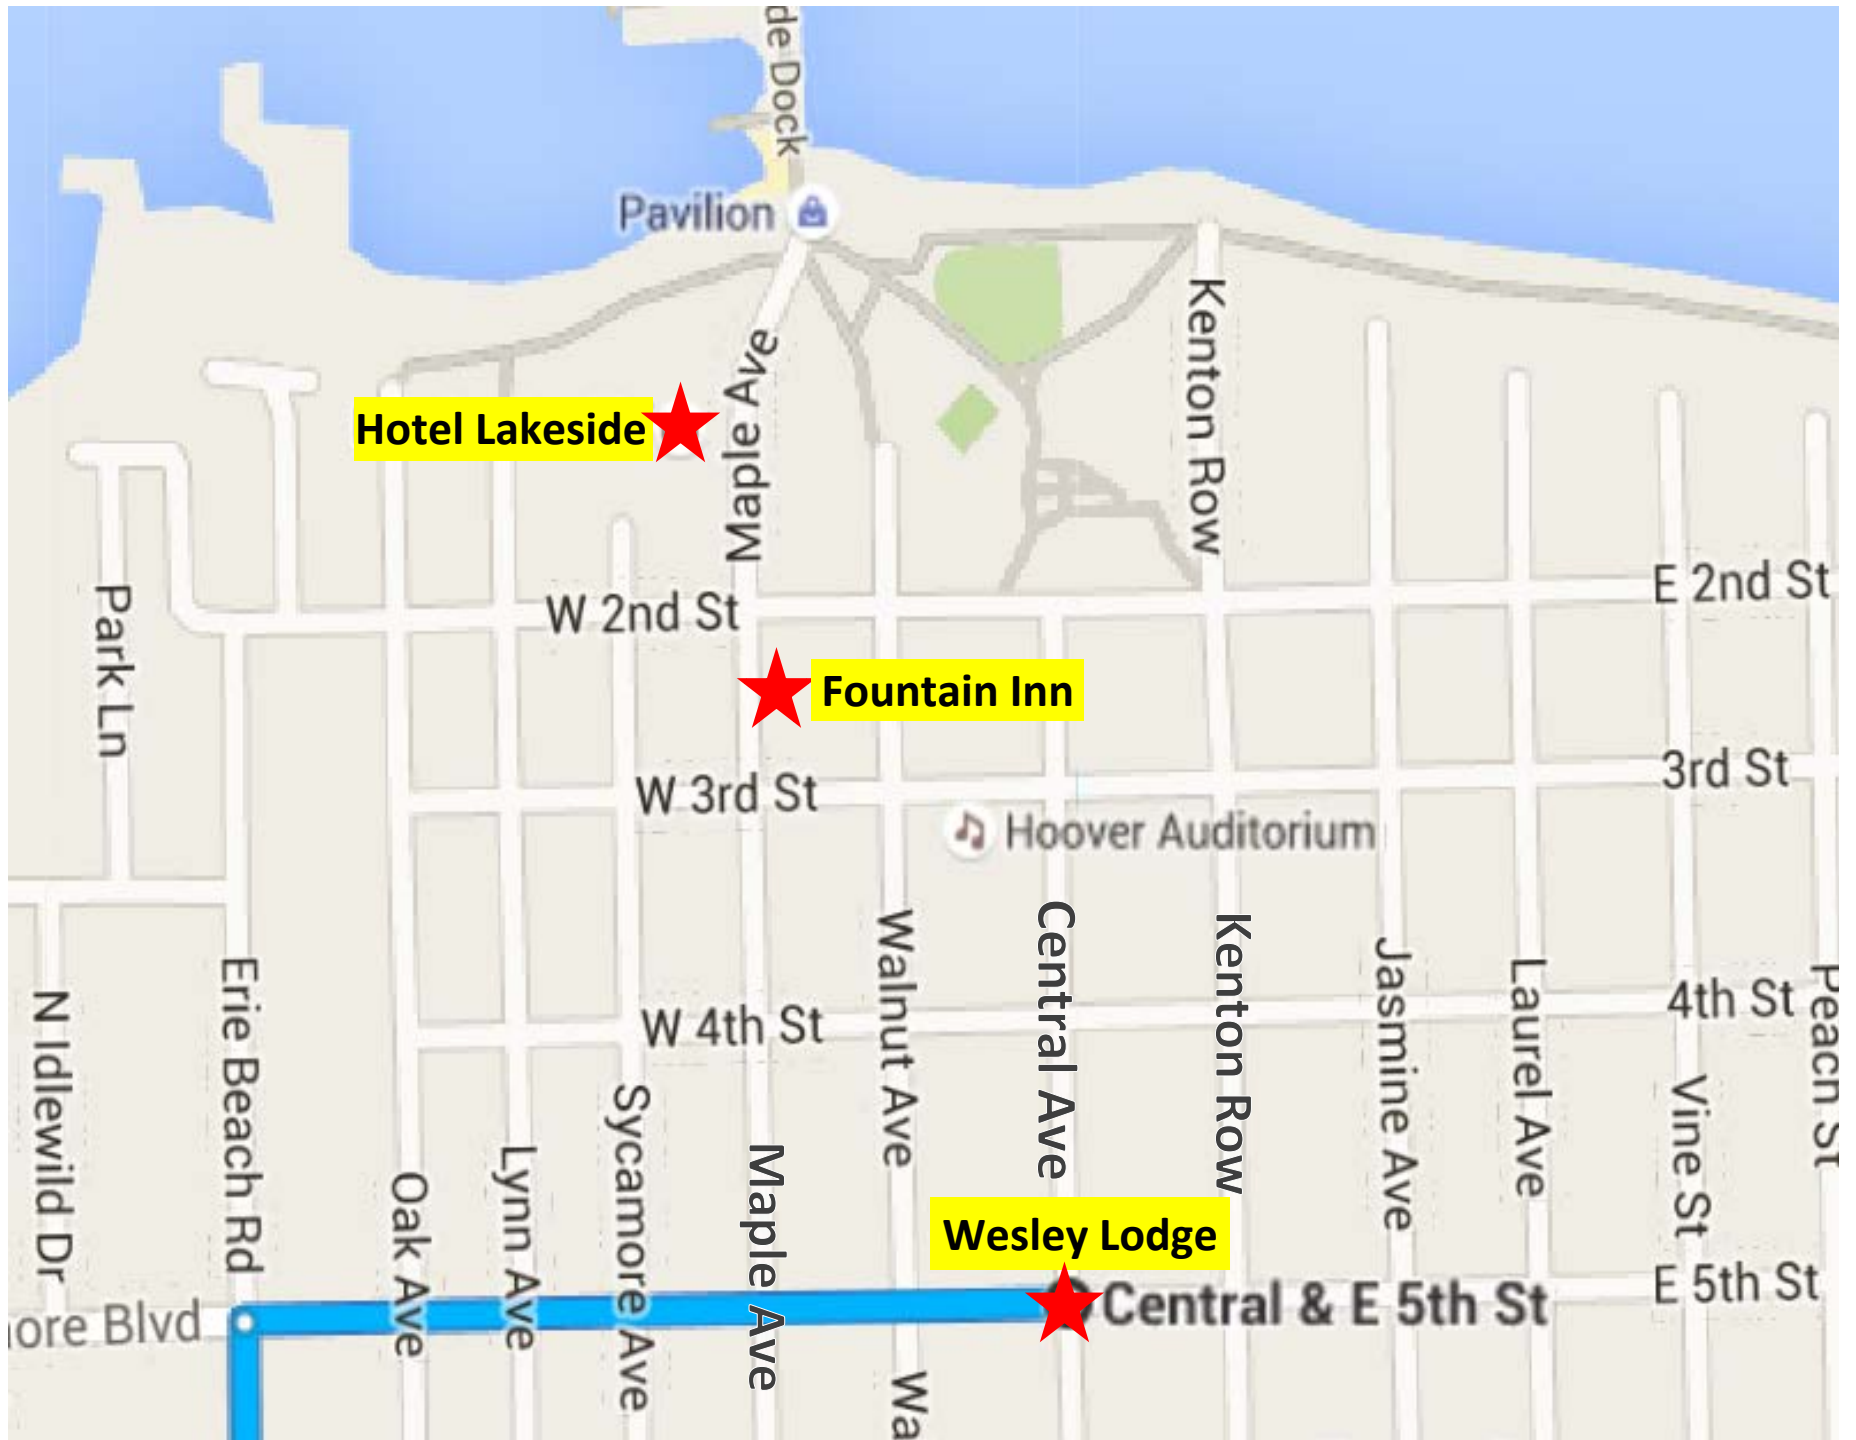 de Dock
Pavilion
Kenton Row
Maple Ave
Hotel Lakeside
E 2nd St
W 2nd St
Park Ln
Fountain Inn
3rd St
W 3rd St
Hoover Auditorium
4th St
W 4th St
N Idlewild Dr
Erie Beach Rd
Oak Ave
Lynn Ave
Sycamore Ave
Maple Ave
Walnut Ave
Central Ave
Kenton Row
Jasmine Ave
Laurel Ave
Vine St
Peach St
Wesley Lodge
E 5th St
Central & E 5th St
ore Blvd
Wa